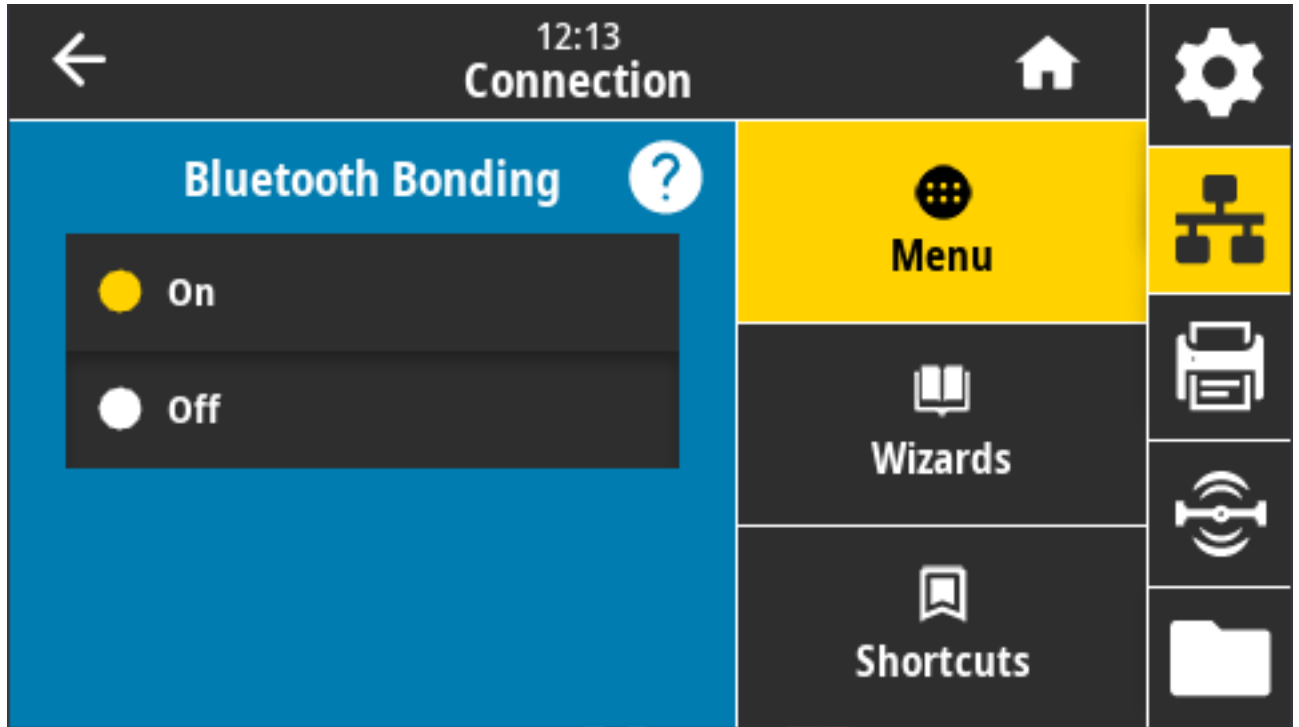 12:13
Connection
Bluetooth Bonding
?
On
Off
Menu
Wizards
Shortcuts